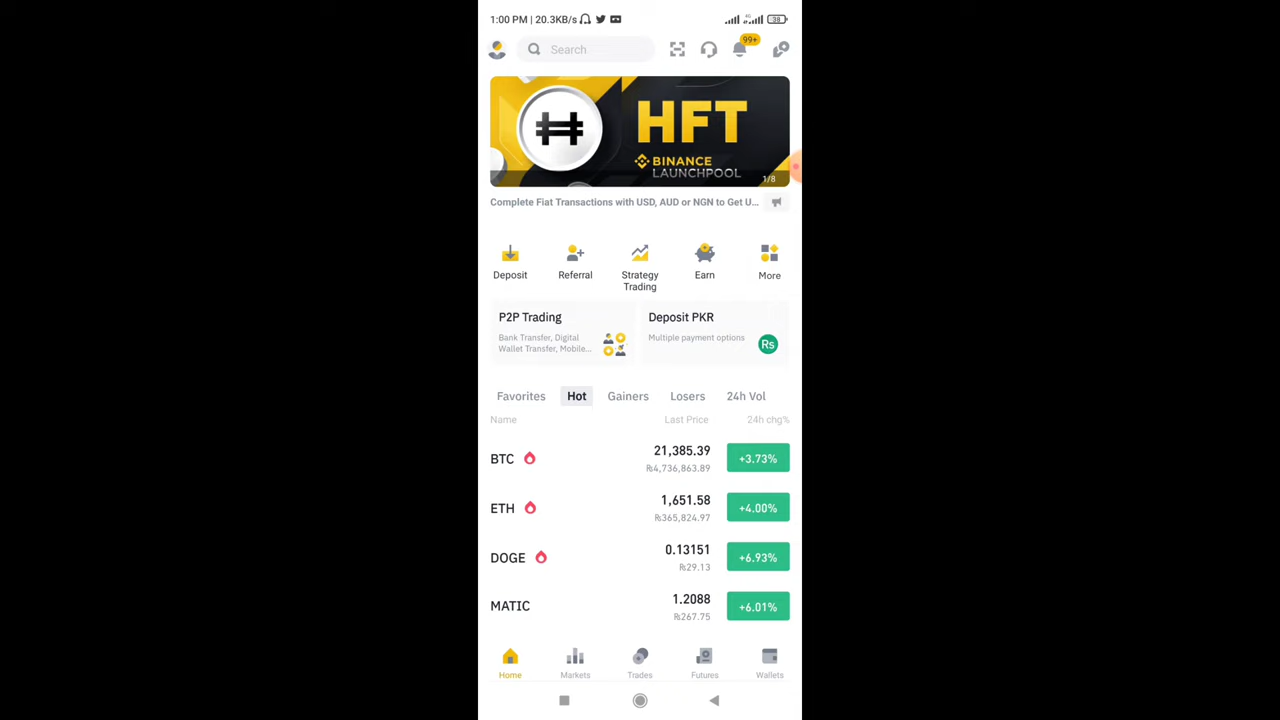 1:00 PM | 20.3KB/s 4G 38
Search 99+
HFT
BINANCE
LAUNCHPOOL
1/8
Complete Fiat Transactions with USD, AUD or NGN to Get U...
Deposit Referral Strategy Trading Earn More
P2P Trading
Bank Transfer, Digital
Wallet Transfer, Mobile...
Deposit PKR
Multiple payment options
Rs
Favorites Hot Gainers Losers 24h Vol
Name Last Price 24h chg%
BTC 21,385.39 +3.73%
₨4,736,863.89
ETH 1,651.58 +4.00%
₨365,824.97
DOGE 0.13151 +6.93%
₨29.13
MATIC 1.2088 +6.01%
₨267.75
Home Markets Trades Futures Wallets